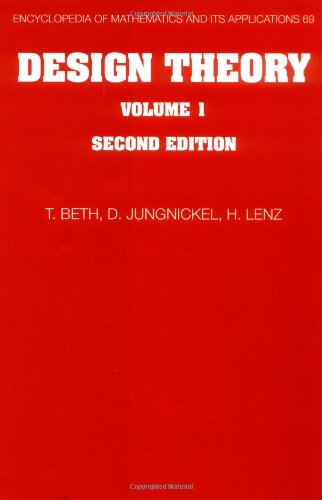 ENCYCLOPEDIA OF MATHEMATICS AND ITS APPLICATIONS 69
DESIGN THEORY
VOLUME 1
SECOND EDITION
T. BETH, D. JUNGNICKEL, H. LENZ